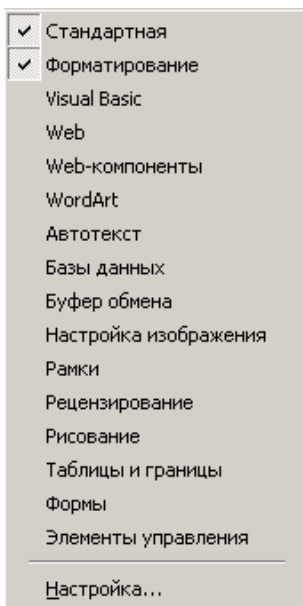 Стандартная
Форматирование
Visual Basic
Web
Web-компоненты
WordArt
Автотекст
Базы данных
Буфер обмена
Настройка изображения
Рамки
Рецензирование
Рисование
Таблицы и границы
Формы
Элементы управления
Настройка...